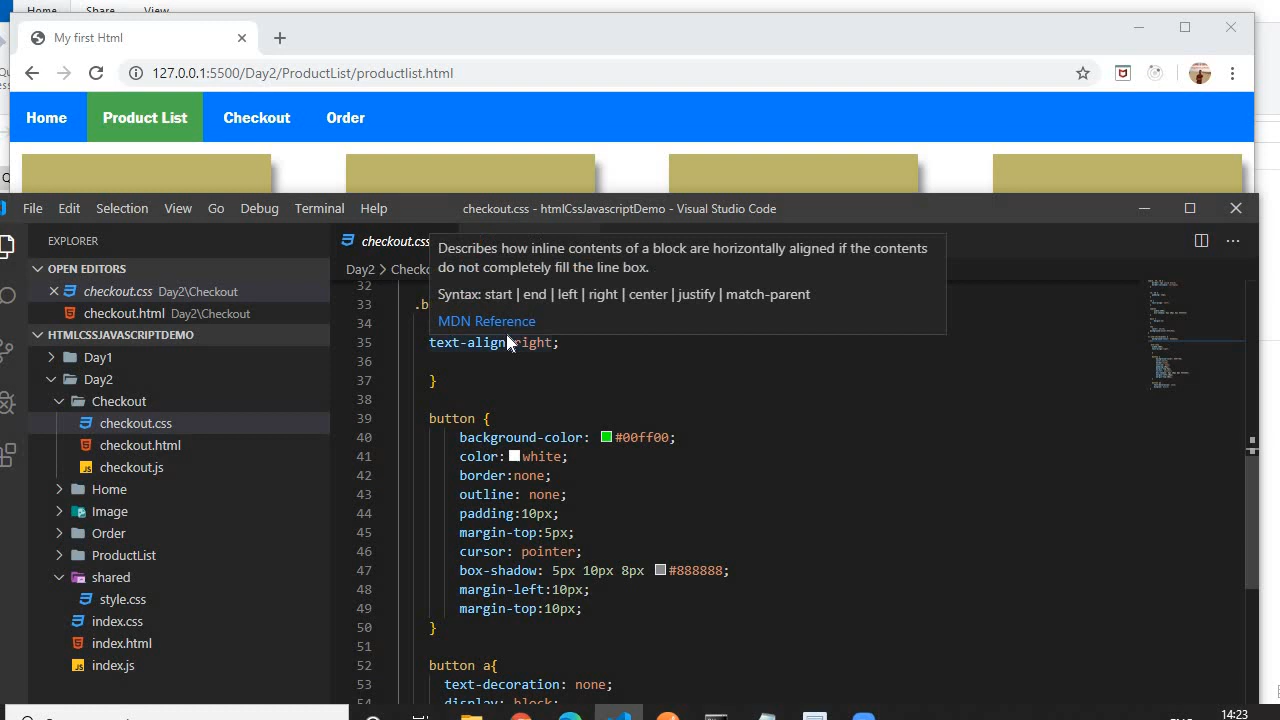 Home Share View
My first Html
127.0.0.1:5500/Day2/ProductList/productlist.html
Home Product List Checkout Order
File Edit Selection View Go Debug Terminal Help checkout.css - htmlCssJavascriptDemo - Visual Studio Code
EXPLORER
OPEN EDITORS
checkout.css Day2\Checkout
checkout.html Day2\Checkout
HTMLCSSJAVASCRIPTDEMO
Day1
Day2
Checkout
checkout.css
checkout.html
checkout.js
Home
Image
Order
ProductList
shared
style.css
index.css
index.html
index.js
checkout.css
Day2 > Checko
Describes how inline contents of a block are horizontally aligned if the contents
do not completely fill the line box.
Syntax: start | end | left | right | center | justify | match-parent
MDN Reference
32
33 .b
34
35 text-align:right;
36
37 }
38
39 button {
40 background-color: #00ff00;
41 color: white;
42 border:none;
43 outline: none;
44 padding:10px;
45 margin-top:5px;
46 cursor: pointer;
47 box-shadow: 5px 10px 8px #888888;
48 margin-left:10px;
49 margin-top:10px;
50 }
51
52 button a{
53 text-decoration: none;
54 display: block;
14:23